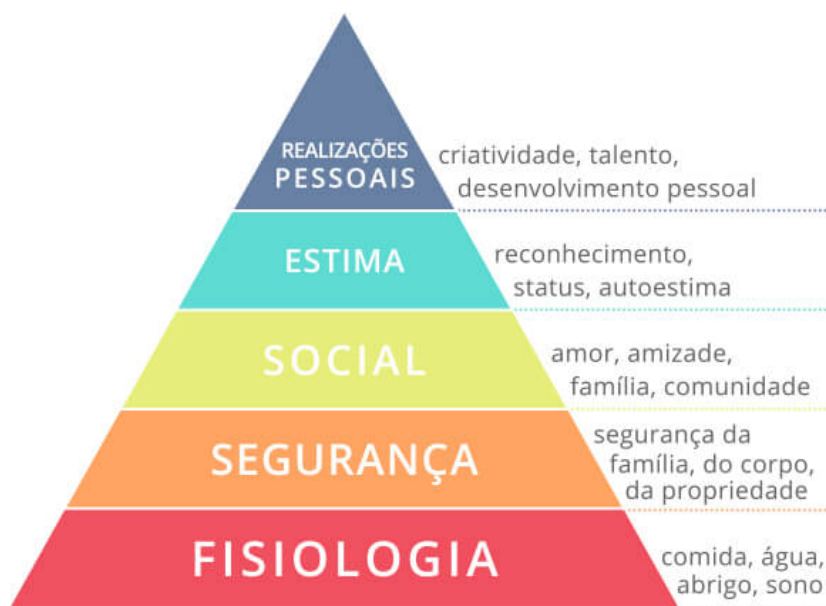 REALIZAÇÕES
PESSOAIS
criatividade, talento,
desenvolvimento pessoal
ESTIMA
reconhecimento,
status, autoestima
SOCIAL
amor, amizade,
família, comunidade
SEGURANÇA
segurança da
família, do corpo,
da propriedade
FISIOLOGIA
comida, água,
abrigo, sono